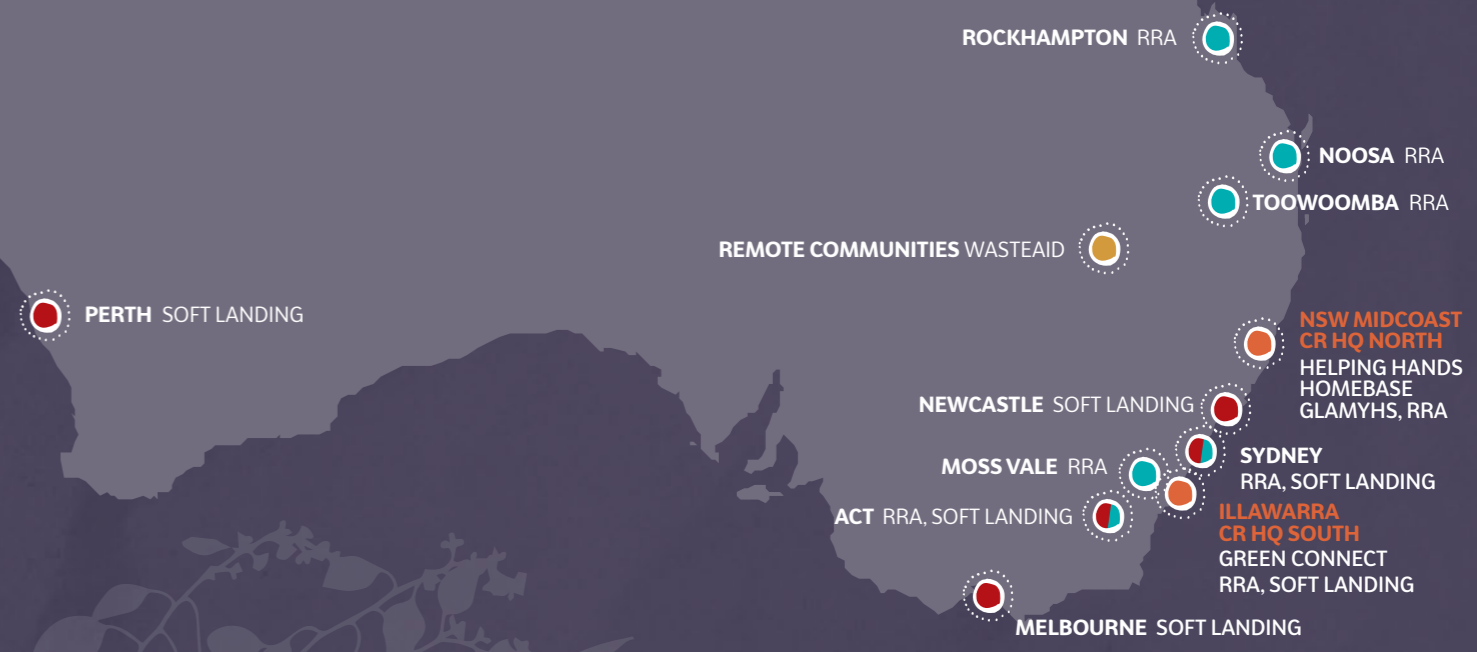 ROCKHAMPTON RRA
NOOSA RRA
TOOWOOMBA RRA
REMOTE COMMUNITIES WASTEAID
PERTH SOFT LANDING
NSW MIDCOAST
CR HQ NORTH
HELPING HANDS
HOMEBASE
GLAMYHS, RRA
NEWCASTLE SOFT LANDING
SYDNEY
RRA, SOFT LANDING
MOSS VALE RRA
ACT RRA, SOFT LANDING
ILLAWARRA
CR HQ SOUTH
GREEN CONNECT
RRA, SOFT LANDING
MELBOURNE SOFT LANDING